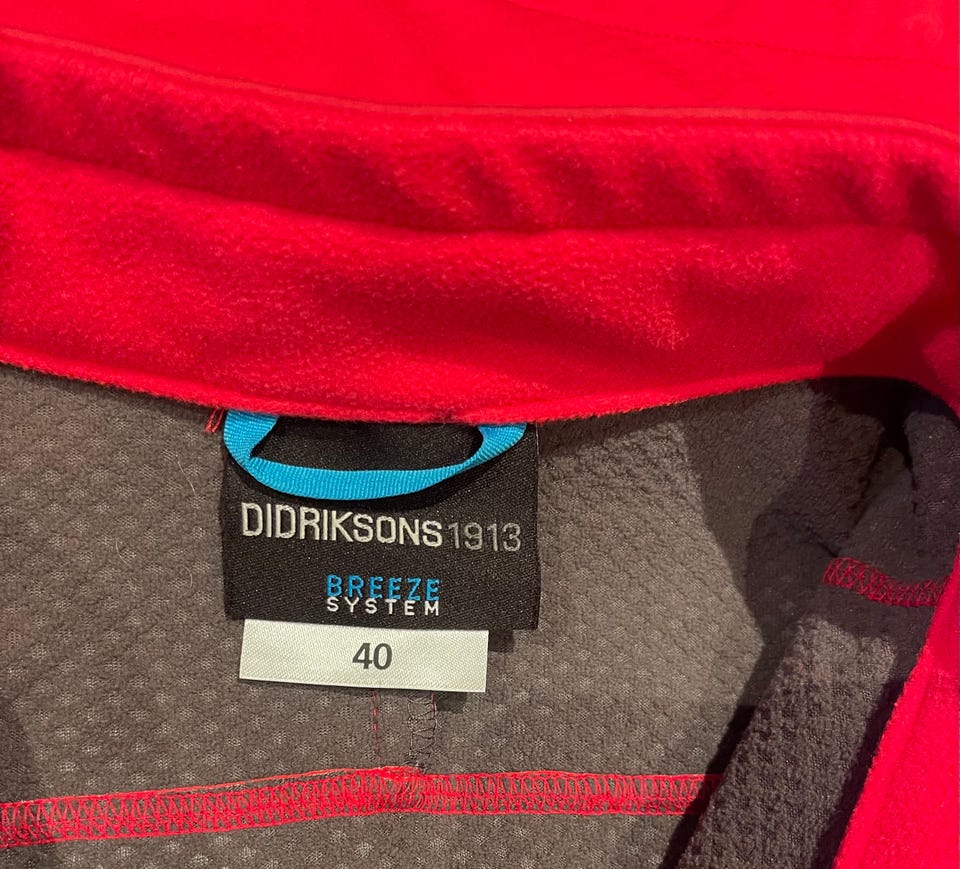 DIDRIKSONS1913
BREEZE
SYSTEM
40